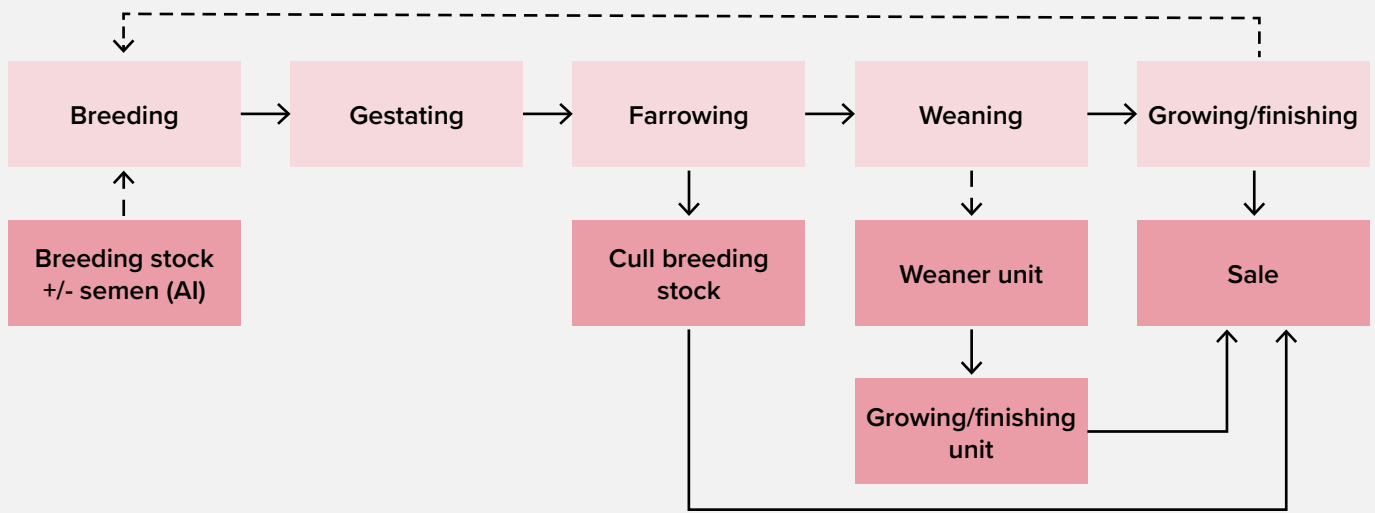 Breeding
Gestating
Farrowing
Weaning
Growing/finishing
Breeding stock
+/- semen (AI)
Cull breeding
stock
Weaner unit
Sale
Growing/finishing
unit